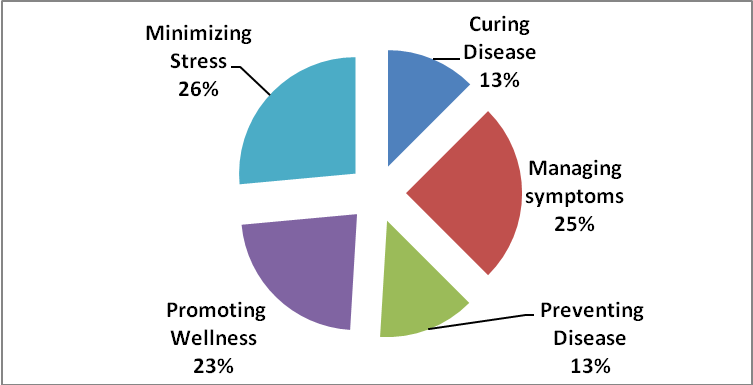 Curing
Disease
13%
Managing
symptoms
25%
Preventing
Disease
13%
Promoting
Wellness
23%
Minimizing
Stress
26%